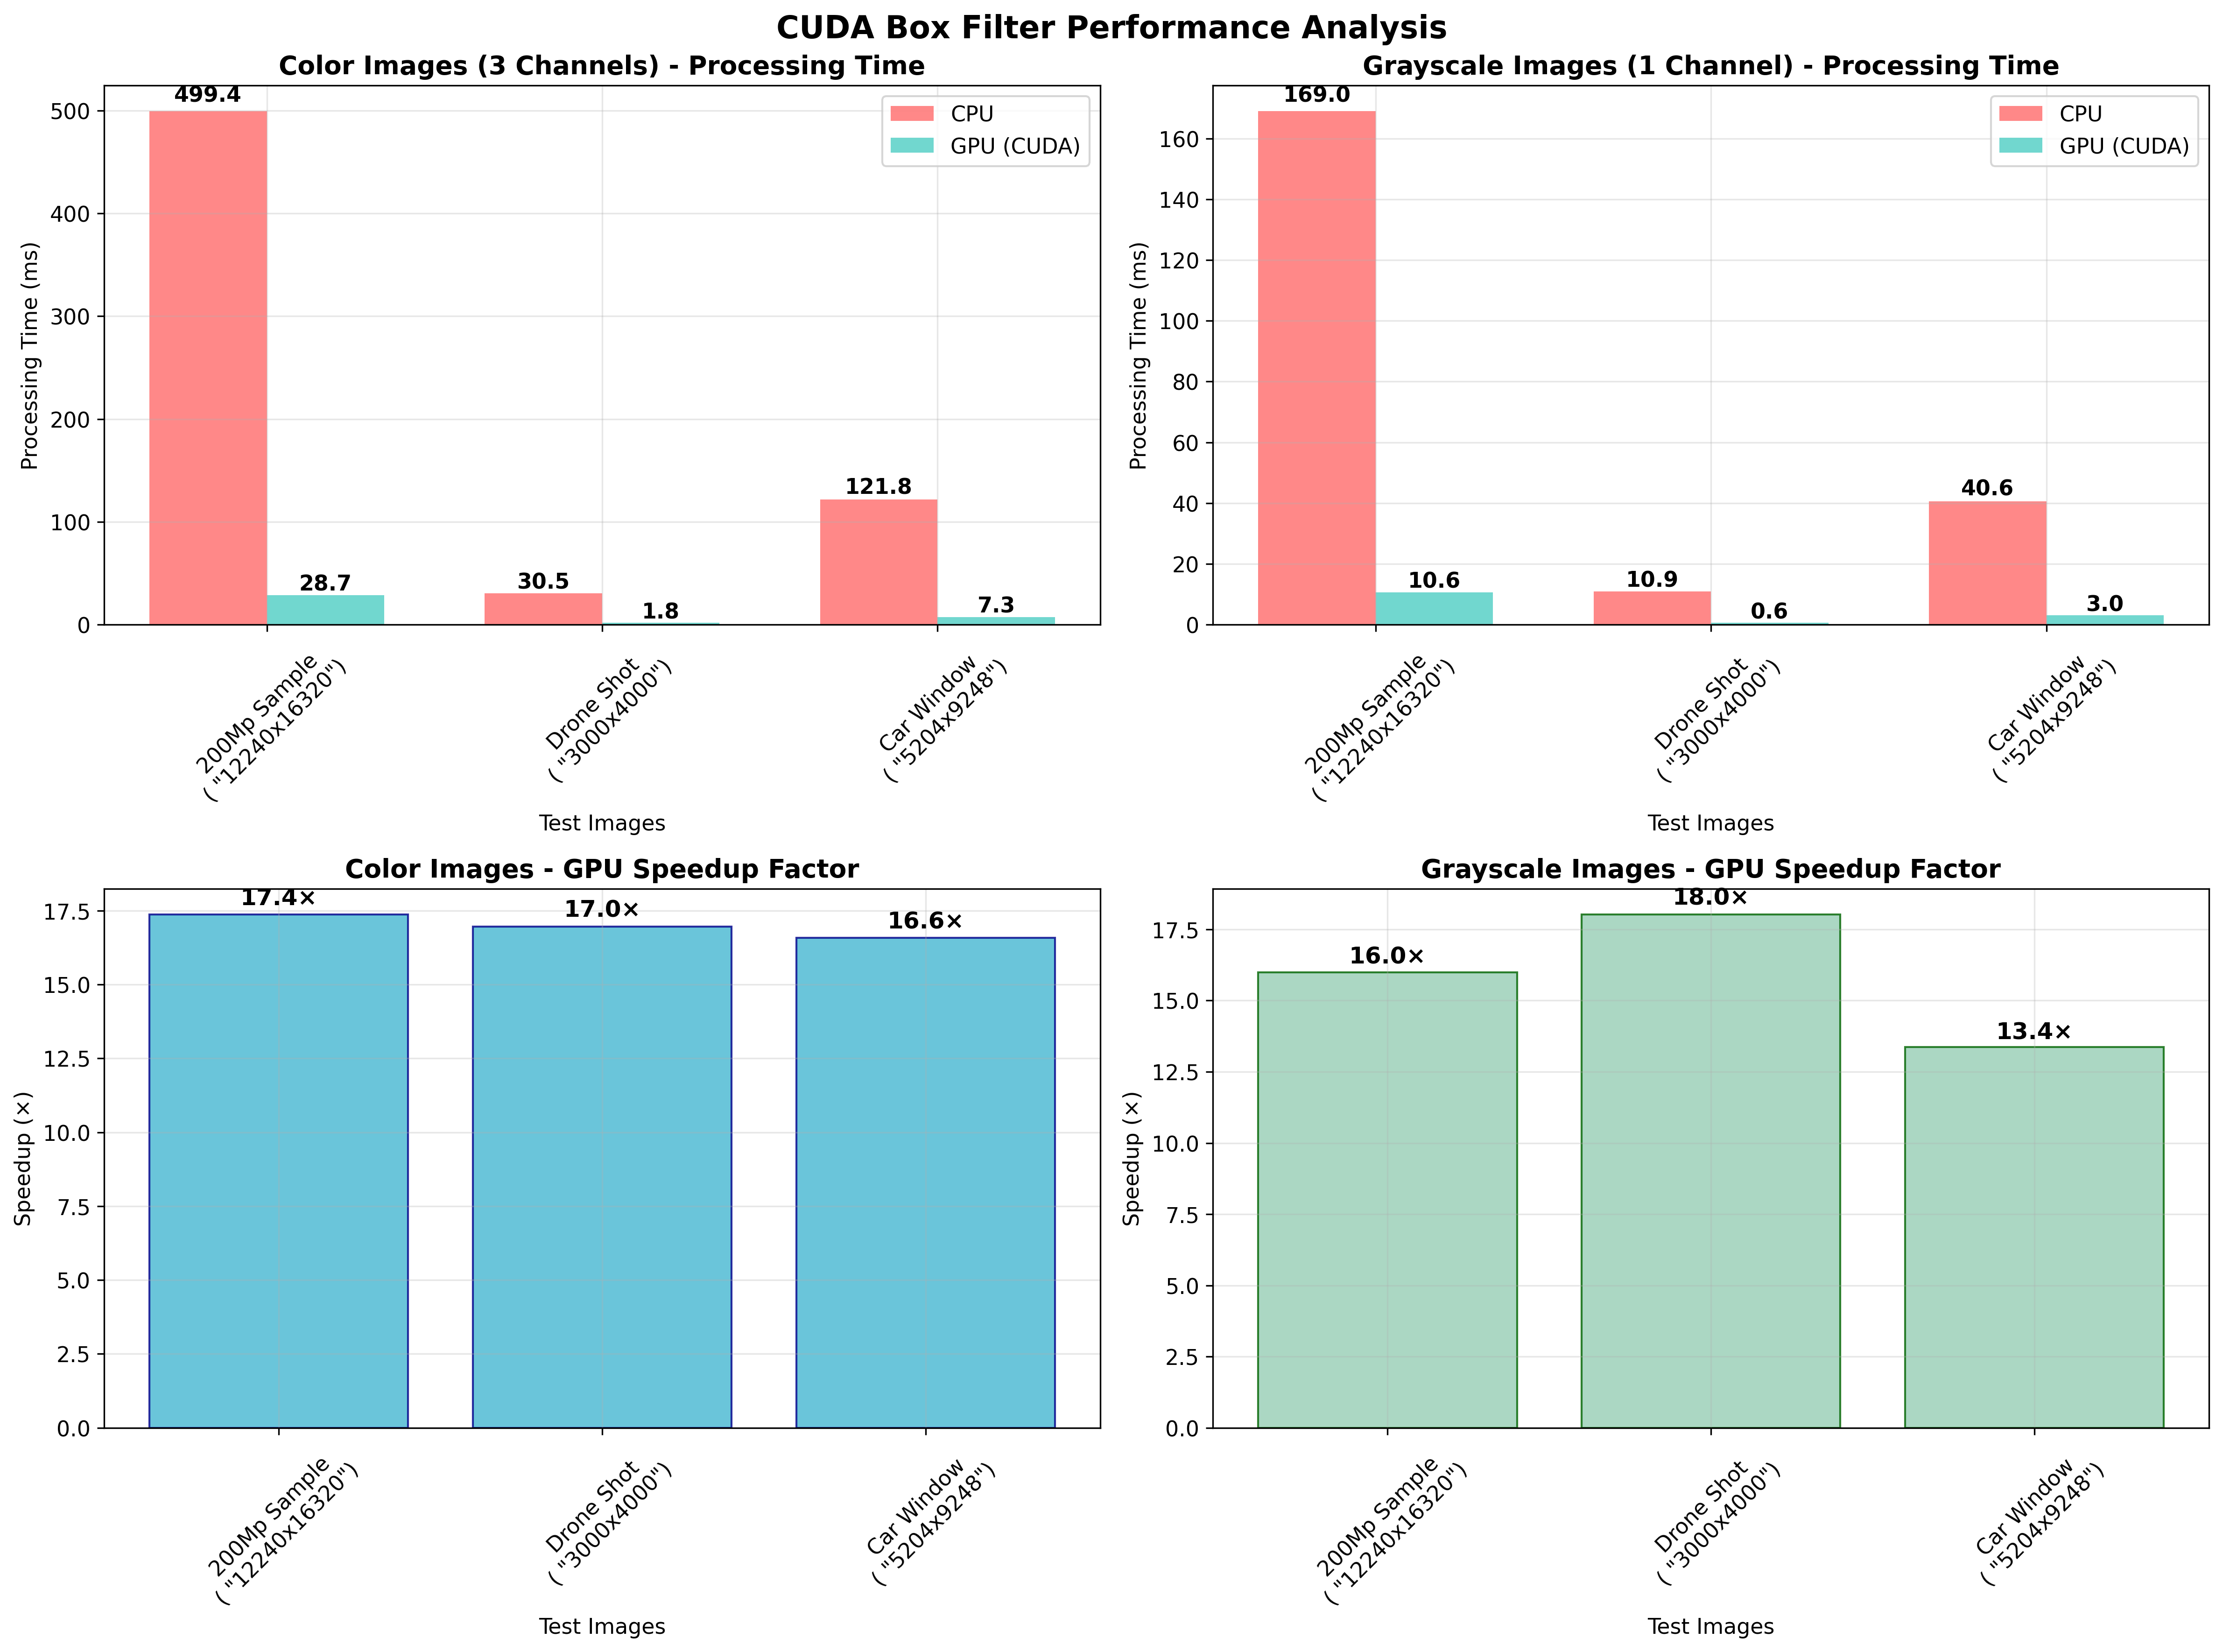 CUDA Box Filter Performance Analysis
Color Images (3 Channels) - Processing Time
499.4
CPU
GPU (CUDA)
500
400
300
200
100
0
Processing Time (ms)
28.7
30.5
1.8
121.8
7.3
200Mp Sample
( "12240x16320")
Drone Shot
( "3000x4000")
Car Window
( "5204x9248")
Test Images
Grayscale Images (1 Channel) - Processing Time
169.0
CPU
GPU (CUDA)
160
140
120
100
80
60
40
20
0
Processing Time (ms)
10.6
10.9
0.6
40.6
3.0
200Mp Sample
( "12240x16320")
Drone Shot
( "3000x4000")
Car Window
( "5204x9248")
Test Images
Color Images - GPU Speedup Factor
17.4×
17.0×
16.6×
17.5
15.0
12.5
10.0
7.5
5.0
2.5
0.0
Speedup (×)
200Mp Sample
( "12240x16320")
Drone Shot
( "3000x4000")
Car Window
( "5204x9248")
Test Images
Grayscale Images - GPU Speedup Factor
16.0×
18.0×
13.4×
17.5
15.0
12.5
10.0
7.5
5.0
2.5
0.0
Speedup (×)
200Mp Sample
( "12240x16320")
Drone Shot
( "3000x4000")
Car Window
( "5204x9248")
Test Images